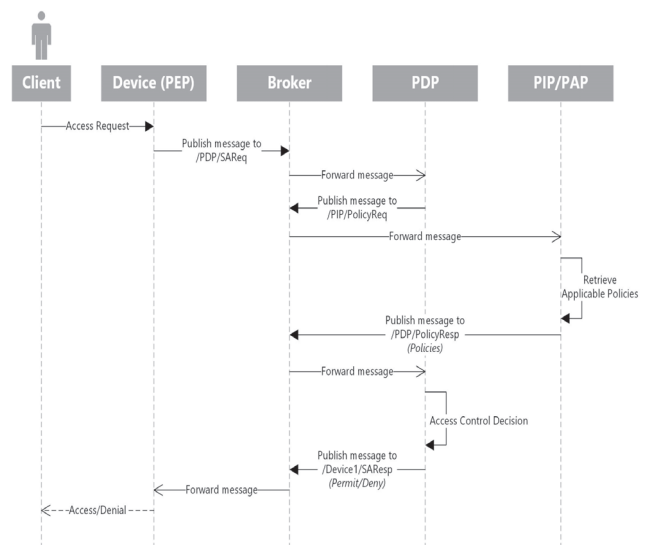 Client
Device (PEP)
Broker
PDP
PIP/PAP
Access Request
Publish message to
/PDP/SAReq
Forward message
Publish message to
/PIP/PolicyReq
Forward message
Retrieve
Applicable Policies
Publish message to
/PDP/PolicyResp
(Policies)
Forward message
Access Control Decision
Publish message to
/Device1/SAResp
(Permit/Deny)
Forward message
Access/Denial